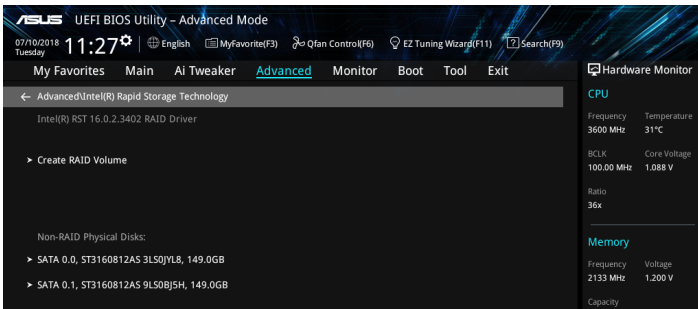 ASUS UEFI BIOS Utility – Advanced Mode
07/10/2018 Tuesday 11:27 English MyFavorite(F3) Qfan Control(F6) EZ Tuning Wizard(F11) ? Search(F9)
My Favorites Main Ai Tweaker Advanced Monitor Boot Tool Exit
Hardware Monitor
← Advanced\Intel(R) Rapid Storage Technology
Intel(R) RST 16.0.2.3402 RAID Driver
➤ Create RAID Volume
Non-RAID Physical Disks:
➤ SATA 0.0, ST3160812AS 3LS0JYL8, 149.0GB
➤ SATA 0.1, ST3160812AS 9LS0BJ5H, 149.0GB
CPU
Frequency Temperature
3600 MHz 31°C
BCLK Core Voltage
100.00 MHz 1.088 V
Ratio
36x
Memory
Frequency Voltage
2133 MHz 1.200 V
Capacity